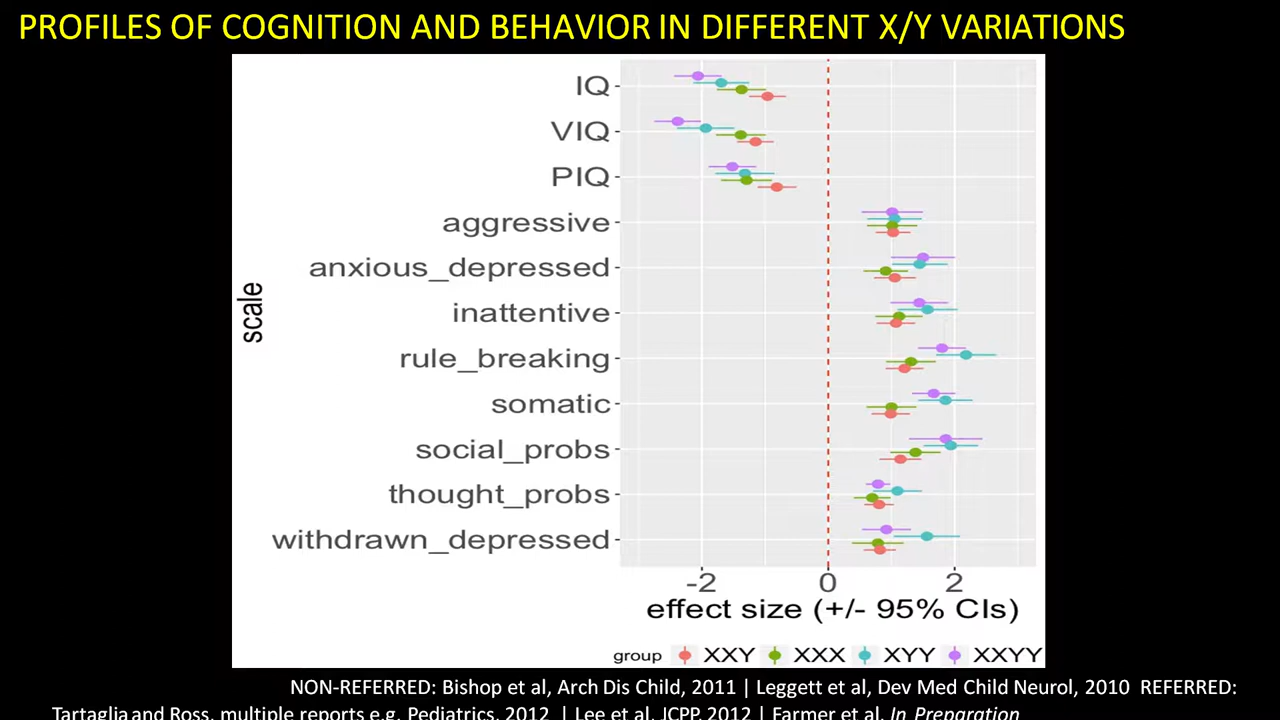 PROFILES OF COGNITION AND BEHAVIOR IN DIFFERENT X/Y VARIATIONS
IQ
VIQ
PIQ
aggressive
anxious_depressed
inattentive
rule_breaking
somatic
social_probs
thought_probs
withdrawn_depressed
scale
-2 0 2
effect size (+/- 95% CIs)
group XXY XXX XYY XXYY
NON-REFERRED: Bishop et al, Arch Dis Child, 2011 | Leggett et al, Dev Med Child Neurol, 2010 REFERRED:
Tartaglia and Ross, multiple reports e.g. Pediatrics, 2012 | Lee et al, JCPP, 2012 | Farmer et al, In Preparation